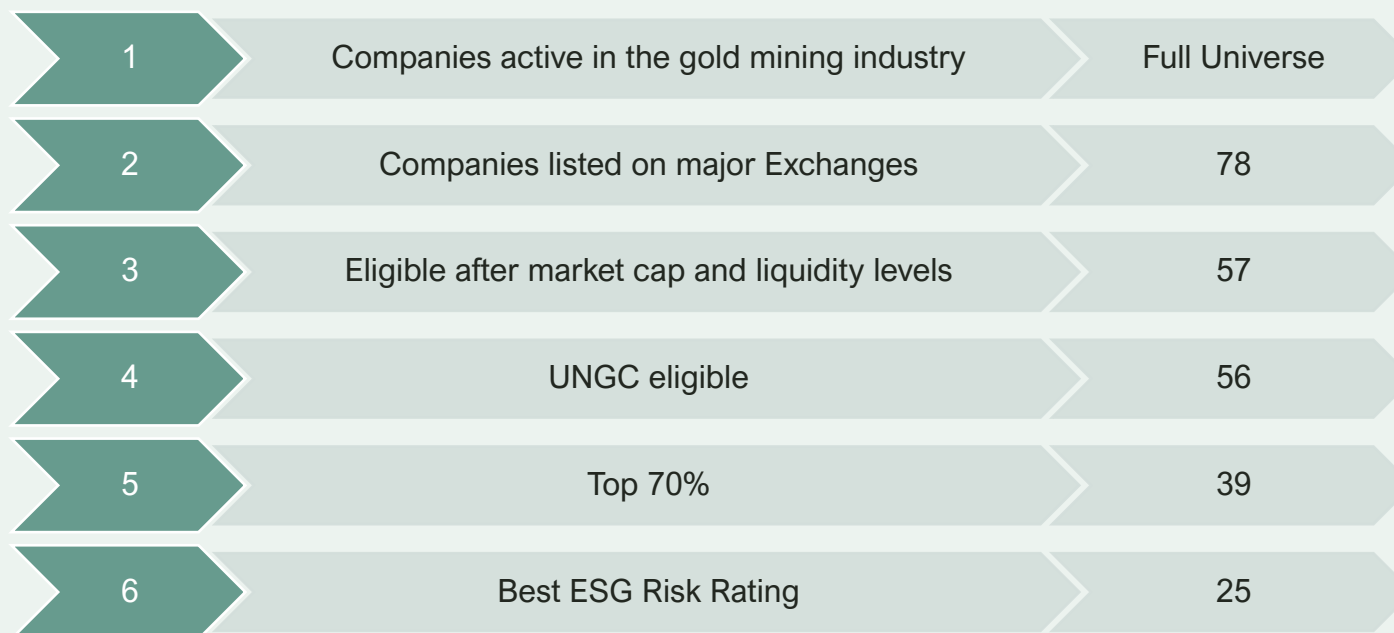 1 Companies active in the gold mining industry Full Universe
2 Companies listed on major Exchanges 78
3 Eligible after market cap and liquidity levels 57
4 UNGC eligible 56
5 Top 70% 39
6 Best ESG Risk Rating 25